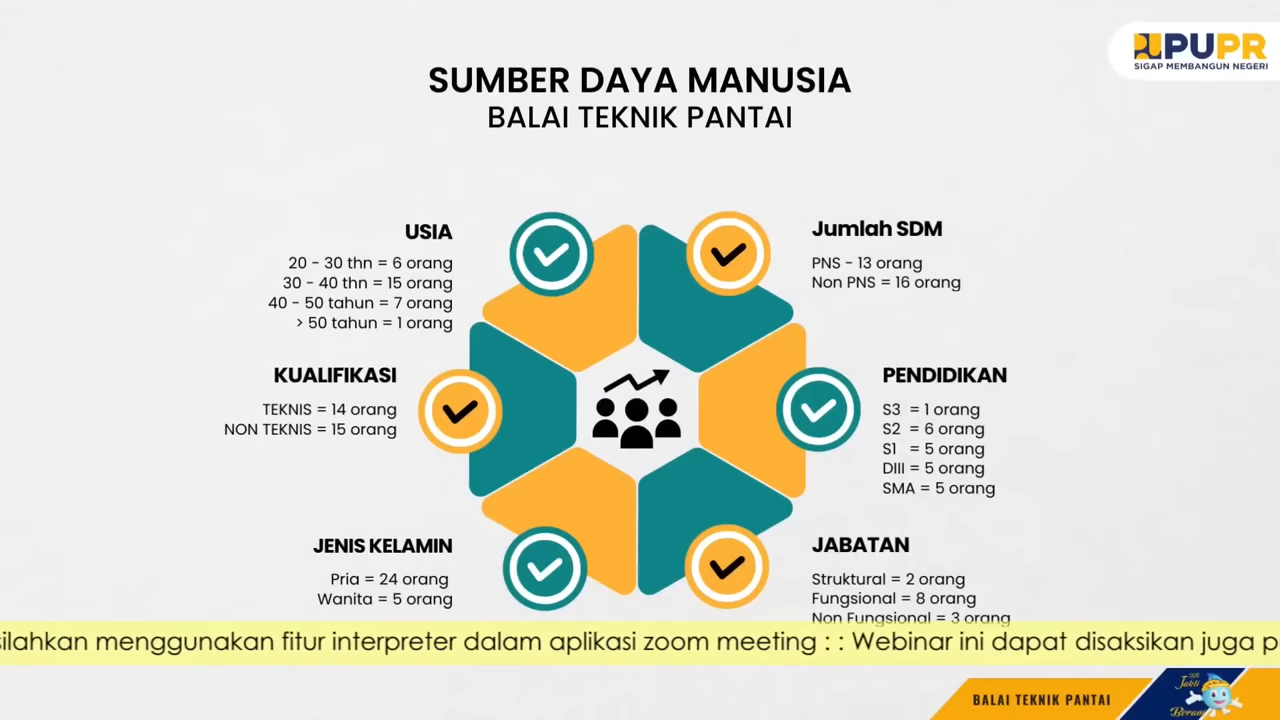 PUPR
SIGAP MEMBANGUN NEGERI
SUMBER DAYA MANUSIA
BALAI TEKNIK PANTAI
USIA
20 - 30 thn = 6 orang
30 - 40 thn = 15 orang
40 - 50 tahun = 7 orang
> 50 tahun = 1 orang
Jumlah SDM
PNS - 13 orang
Non PNS = 16 orang
KUALIFIKASI
TEKNIS = 14 orang
NON TEKNIS = 15 orang
PENDIDIKAN
S3 = 1 orang
S2 = 6 orang
S1 = 5 orang
DIII = 5 orang
SMA = 5 orang
JENIS KELAMIN
Pria = 24 orang
Wanita = 5 orang
JABATAN
Struktural = 2 orang
Fungsional = 8 orang
Non Fungsional = 3 orang
silahkan menggunakan fitur interpreter dalam aplikasi zoom meeting : : Webinar ini dapat disaksikan juga
BALAI TEKNIK PANTAI
Jakti
Berani